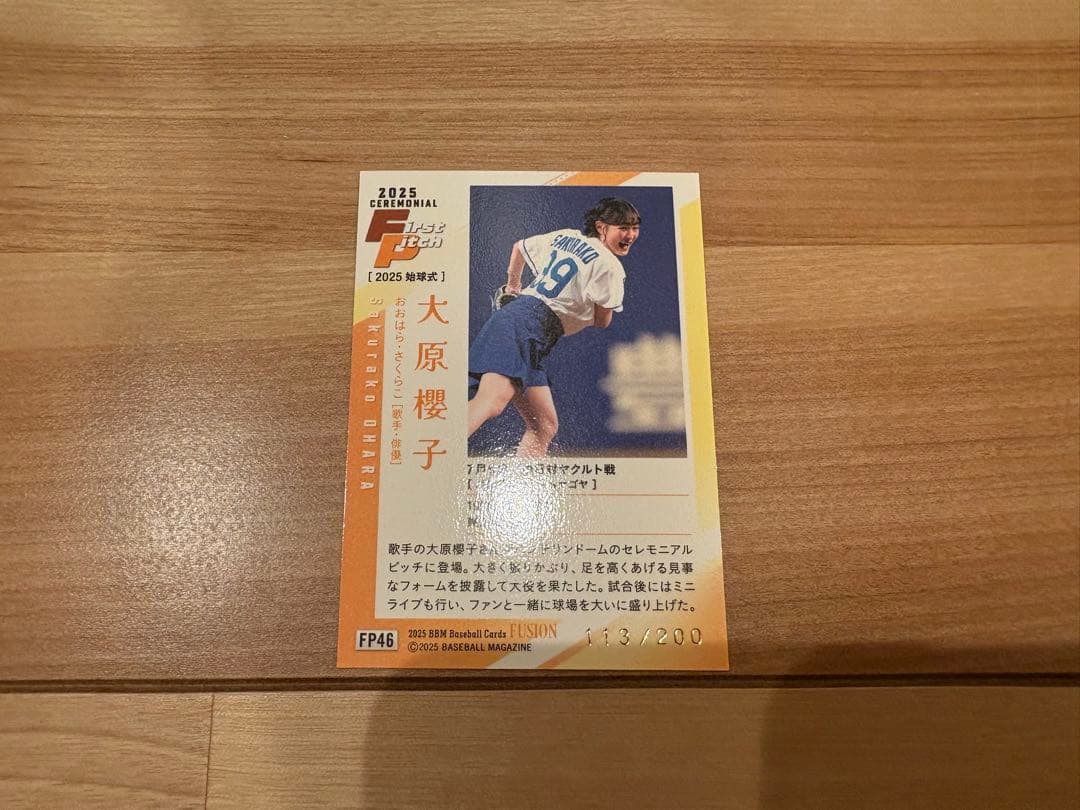 2025
CEREMONIAL
First
Pitch
[ 2025 始球式 ]
大原櫻子
おおはら・さくらこ [歌手・俳優]
Sakurako OHARA
SAKURAKO
39
対ヤクルト戦
ゴヤ ]
歌手の大原櫻子さ ンドームのセレモニアル
ピッチに登場。大きく振りかぶり、足を高くあげる見事
なフォームを披露して大役を果たした。試合後にはミニ
ライブも行い、ファンと一緒に球場を大いに盛り上げた。
FP46
2025 BBM Baseball Cards FUSION
©2025 BASEBALL MAGAZINE
113/200